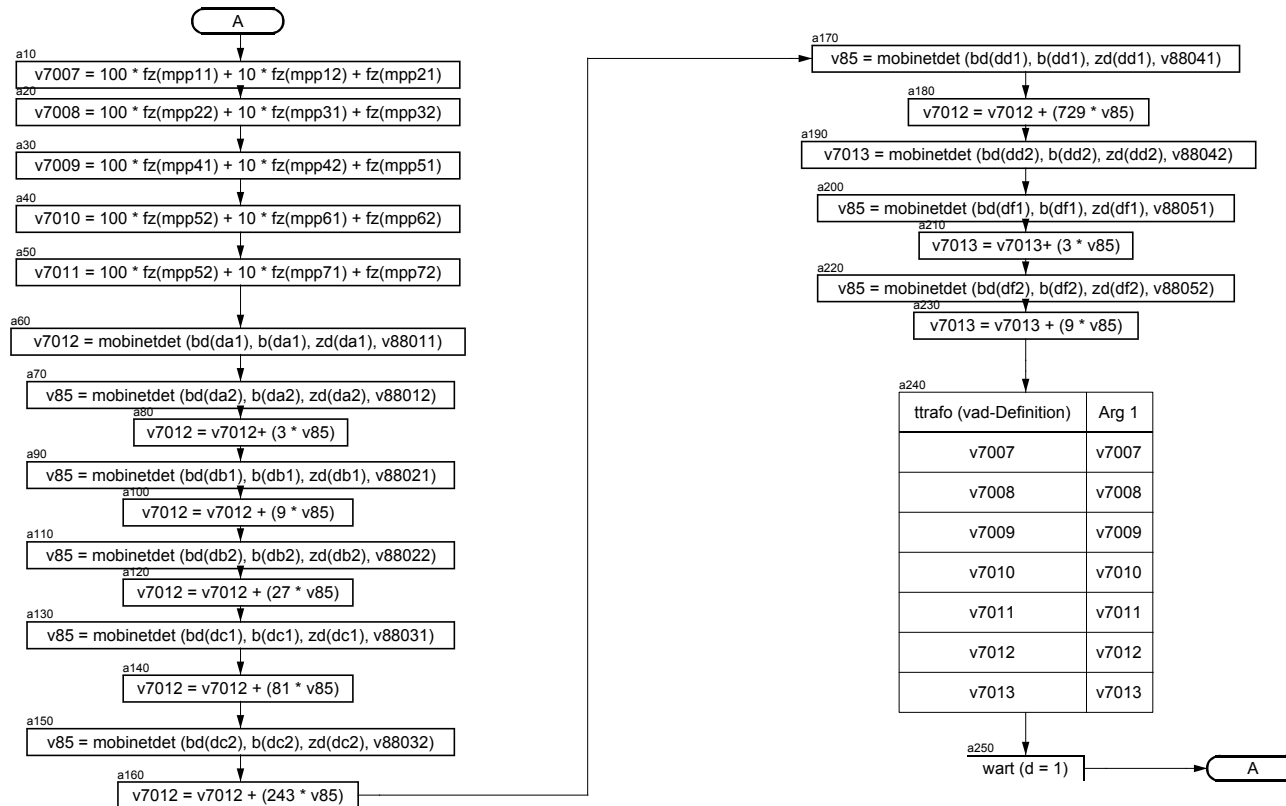 A
a10
v7007 = 100 * fz(mpp11) + 10 * fz(mpp12) + fz(mpp21)
a20
v7008 = 100 * fz(mpp22) + 10 * fz(mpp31) + fz(mpp32)
a30
v7009 = 100 * fz(mpp41) + 10 * fz(mpp42) + fz(mpp51)
a40
v7010 = 100 * fz(mpp52) + 10 * fz(mpp61) + fz(mpp62)
a50
v7011 = 100 * fz(mpp52) + 10 * fz(mpp71) + fz(mpp72)
a60
v7012 = mobinetdet (bd(da1), b(da1), zd(da1), v88011)
a70
v85 = mobinetdet (bd(da2), b(da2), zd(da2), v88012)
a80
v7012 = v7012+ (3 * v85)
a90
v85 = mobinetdet (bd(db1), b(db1), zd(db1), v88021)
a100
v7012 = v7012 + (9 * v85)
a110
v85 = mobinetdet (bd(db2), b(db2), zd(db2), v88022)
a120
v7012 = v7012 + (27 * v85)
a130
v85 = mobinetdet (bd(dc1), b(dc1), zd(dc1), v88031)
a140
v7012 = v7012 + (81 * v85)
a150
v85 = mobinetdet (bd(dc2), b(dc2), zd(dc2), v88032)
a160
v7012 = v7012 + (243 * v85)
a170
v85 = mobinetdet (bd(dd1), b(dd1), zd(dd1), v88041)
a180
v7012 = v7012 + (729 * v85)
a190
v7013 = mobinetdet (bd(dd2), b(dd2), zd(dd2), v88042)
a200
v85 = mobinetdet (bd(df1), b(df1), zd(df1), v88051)
a210
v7013 = v7013+ (3 * v85)
a220
v85 = mobinetdet (bd(df2), b(df2), zd(df2), v88052)
a230
v7013 = v7013 + (9 * v85)
a240
ttrafo (vad-Definition) Arg 1
v7007 v7007
v7008 v7008
v7009 v7009
v7010 v7010
v7011 v7011
v7012 v7012
v7013 v7013
a250
wart (d = 1)
A